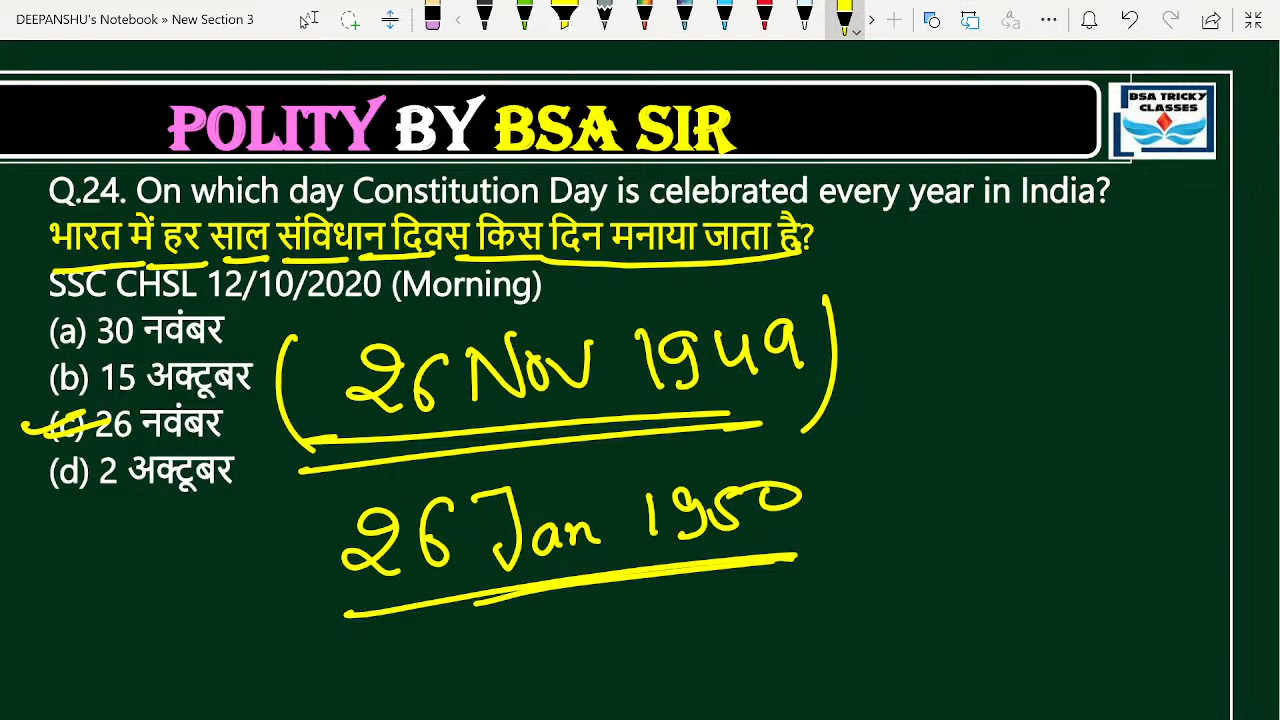 DEEPANSHU's Notebook » New Section 3
POLITY BY BSA SIR
BSA TRICKY
CLASSES
Q.24. On which day Constitution Day is celebrated every year in India?
भारत में हर साल संविधान दिवस किस दिन मनाया जाता है?
SSC CHSL 12/10/2020 (Morning)
(a) 30 नवंबर
(b) 15 अक्टूबर
(c) 26 नवंबर
(d) 2 अक्टूबर
(26 Nov 1949)
26 Jan 1950